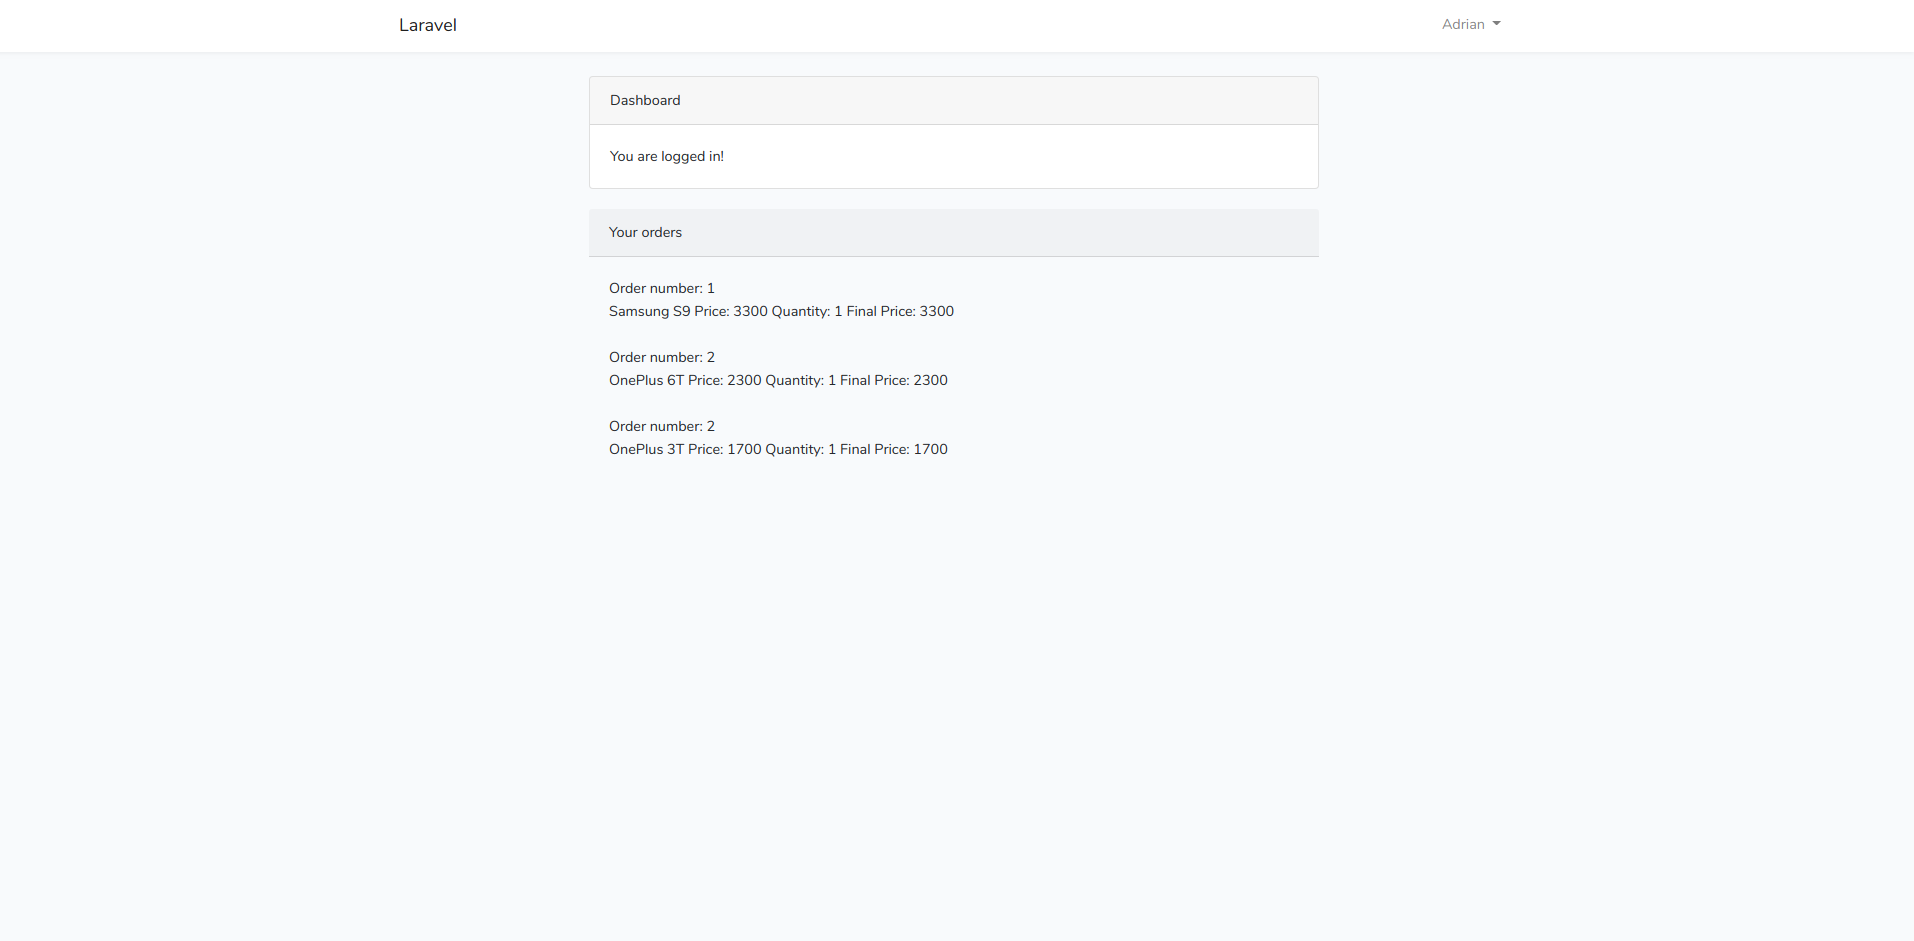 Laravel
Adrian
Dashboard
You are logged in!
Your orders
Order number: 1
Samsung S9 Price: 3300 Quantity: 1 Final Price: 3300
Order number: 2
OnePlus 6T Price: 2300 Quantity: 1 Final Price: 2300
Order number: 2
OnePlus 3T Price: 1700 Quantity: 1 Final Price: 1700